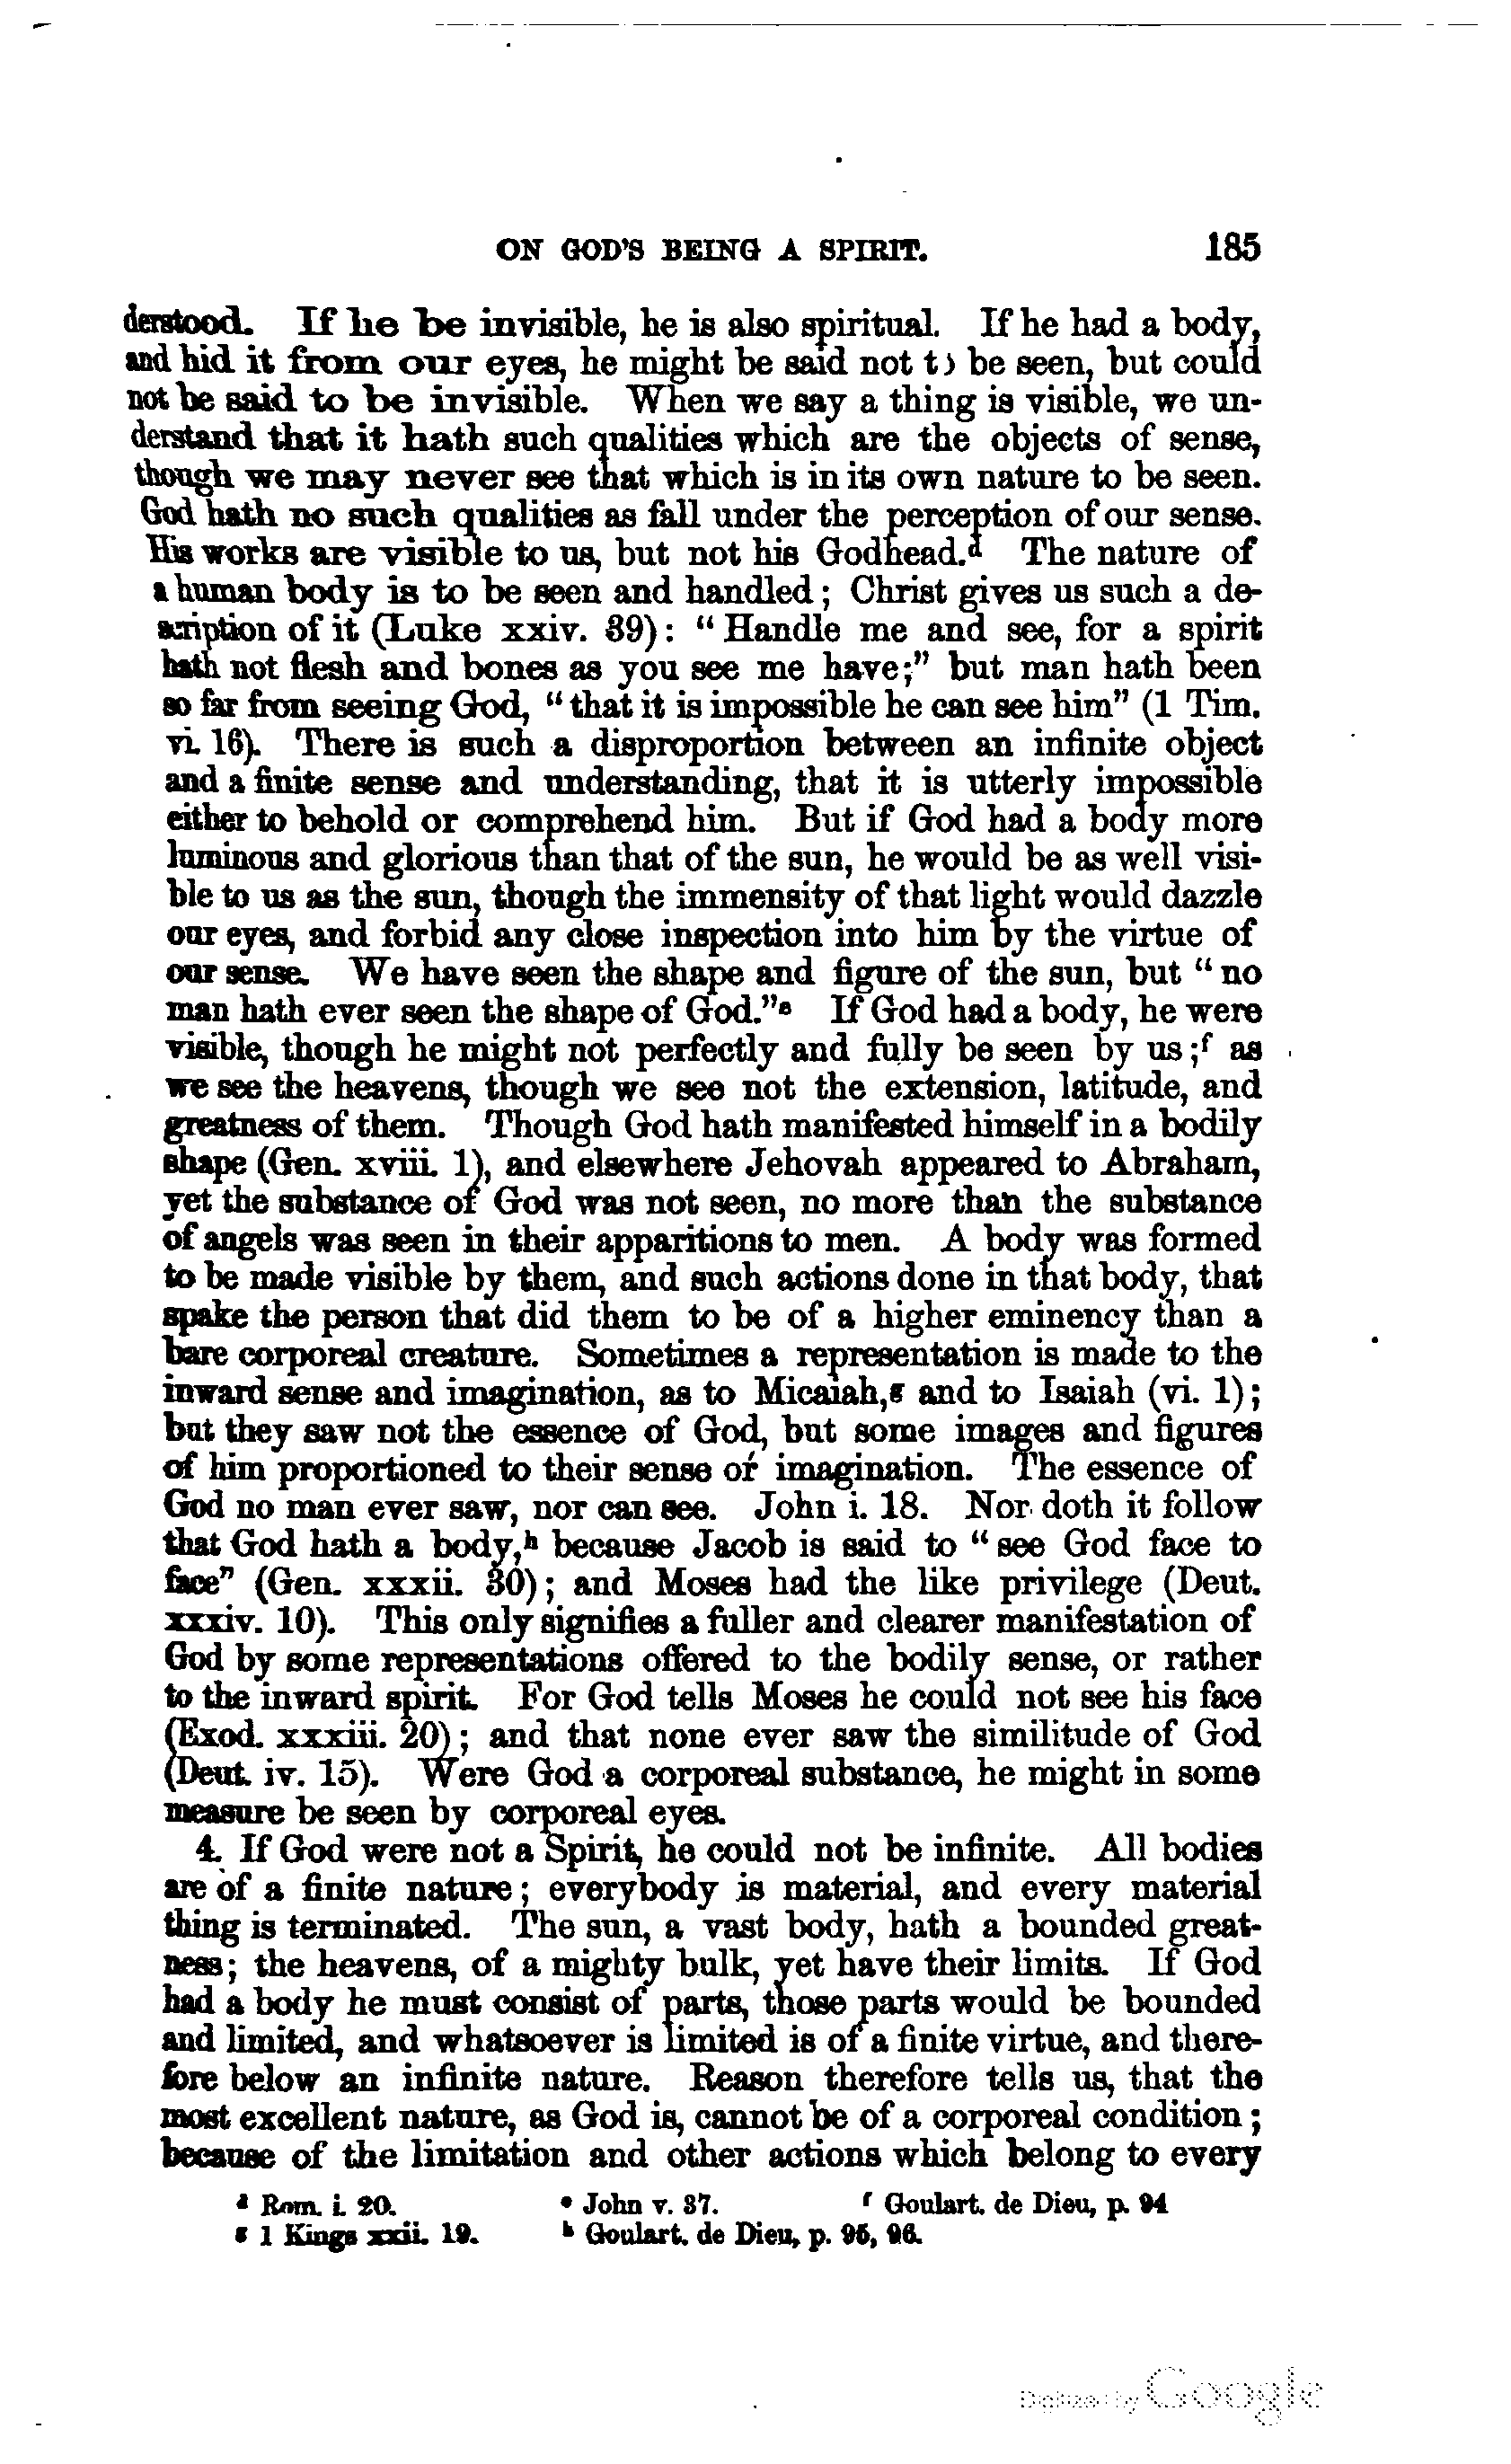 ON GOD'S BEING A SPIRIT. 185
derstood. If he be invisible, he is also spiritual. If he had a body,
and hid it from our eyes, he might be said not to be seen, but could
not be said to be invisible. When we say a thing is visible, we un-
derstand that it hath such qualities which are the objects of sense,
though we may never see that which is in its own nature to be seen.
God hath no such qualities as fall under the perception of our sense.
His works are visible to us, but not his Godhead.d The nature of
a human body is to be seen and handled; Christ gives us such a de-
scription of it (Luke xxiv. 39): "Handle me and see, for a spirit
hath not flesh and bones as you see me have;" but man hath been
so far from seeing God, "that it is impossible he can see him" (1 Tim.
vi. 16). There is such a disproportion between an infinite object
and a finite sense and understanding, that it is utterly impossible
either to behold or comprehend him. But if God had a body more
luminous and glorious than that of the sun, he would be as well visi-
ble to us as the sun, though the immensity of that light would dazzle
our eyes, and forbid any close inspection into him by the virtue of
our sense. We have seen the shape and figure of the sun, but "no
man hath ever seen the shape of God."e If God had a body, he were
visible, though he might not perfectly and fully be seen by us;f as
we see the heavens, though we see not the extension, latitude, and
greatness of them. Though God hath manifested himself in a bodily
shape (Gen. xviii. 1), and elsewhere Jehovah appeared to Abraham,
yet the substance of God was not seen, no more than the substance
of angels was seen in their apparitions to men. A body was formed
to be made visible by them, and such actions done in that body, that
spake the person that did them to be of a higher eminency than a
bare corporeal creature. Sometimes a representation is made to the
inward sense and imagination, as to Micaiah,g and to Isaiah (vi. 1);
but they saw not the essence of God, but some images and figures
of him proportioned to their sense or imagination. The essence of
God no man ever saw, nor can see. John i. 18. Nor doth it follow
that God hath a body,h because Jacob is said to "see God face to
face" (Gen. xxxii. 30); and Moses had the like privilege (Deut.
xxxiv. 10). This only signifies a fuller and clearer manifestation of
God by some representations offered to the bodily sense, or rather
to the inward spirit. For God tells Moses he could not see his face
(Exod. xxxiii. 20); and that none ever saw the similitude of God
(Deut. iv. 15). Were God a corporeal substance, he might in some
measure be seen by corporeal eyes.
4. If God were not a Spirit, he could not be infinite. All bodies
are of a finite nature; everybody is material, and every material
thing is terminated. The sun, a vast body, hath a bounded great-
ness; the heavens, of a mighty bulk, yet have their limits. If God
had a body he must consist of parts, those parts would be bounded
and limited, and whatsoever is limited is of a finite virtue, and there-
fore below an infinite nature. Reason therefore tells us, that the
most excellent nature, as God is, cannot be of a corporeal condition;
because of the limitation and other actions which belong to every
d Rom. i. 20. e John v. 37. f Goulart. de Dieu, p. 94
g 1 Kings xxii. 19. h Goulart. de Dieu, p. 95, 96.
Digitized by Google